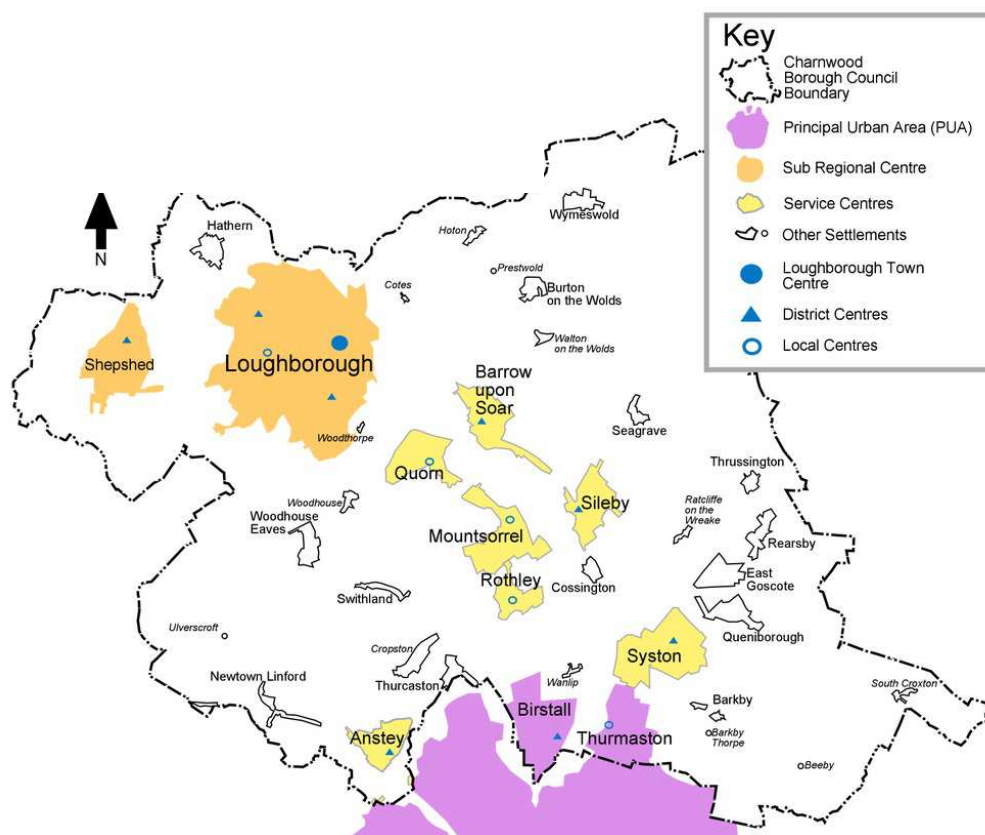 Key
Charnwood
Borough Council
Boundary
Principal Urban Area (PUA)
Sub Regional Centre
Service Centres
Other Settlements
Loughborough Town
Centre
District Centres
Local Centres
N
Hathern
Wymeswold
Hoton
Prestwold
Cotes
Burton
on the Wolds
Walton
on the Wolds
Shepshed
Loughborough
Barrow
upon
Soar
Seagrave
Woodthorpe
Quorn
Thrussington
Woodhouse
Sileby
Ratcliffe
on the
Wreake
Woodhouse
Eaves
Mountsorrel
Rearsby
Rothley
Cossington
East
Goscote
Swithland
Queniborough
Ulverscroft
Cropston
Syston
Newtown Linford
Thurcaston
Wanlip
South Croxton
Birstall
Barkby
Anstey
Thurmaston
Barkby
Thorpe
Beeby